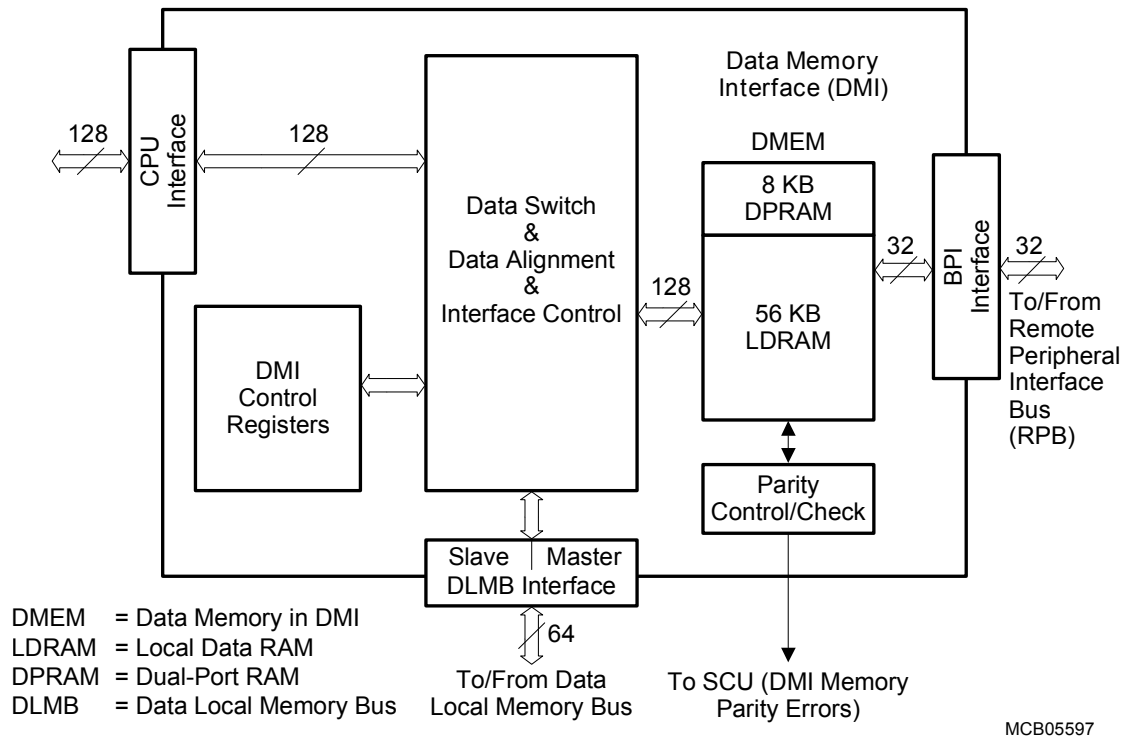 Data Memory
Interface (DMI)
128
CPU
Interface
128
Data Switch
&
Data Alignment
&
Interface Control
DMEM
8 KB
DPRAM
56 KB
LDRAM
128
32
BPI
Interface
32
To/From
Remote
Peripheral
Interface
Bus
(RPB)
DMI
Control
Registers
Parity
Control/Check
Slave Master
DLMB Interface
64
To/From Data
Local Memory Bus
To SCU (DMI Memory
Parity Errors)
DMEM = Data Memory in DMI
LDRAM = Local Data RAM
DPRAM = Dual-Port RAM
DLMB = Data Local Memory Bus
MCB05597